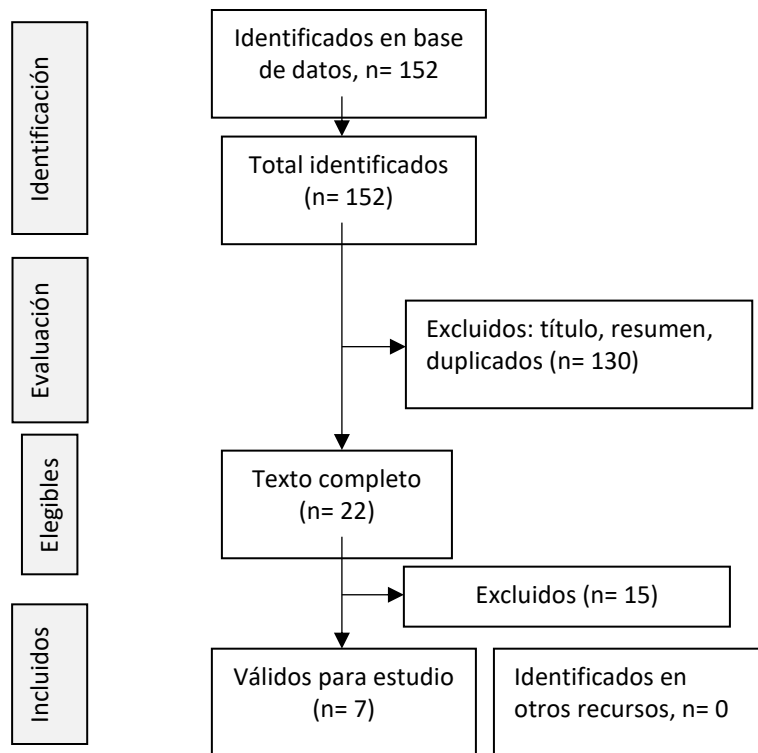 Identificación
Identificados en base
de datos, n= 152
Total identificados
(n= 152)
Evaluación
Excluidos: título, resumen,
duplicados (n= 130)
Elegibles
Texto completo
(n= 22)
Excluidos (n= 15)
Incluidos
Válidos para estudio
(n= 7)
Identificados en
otros recursos, n= 0